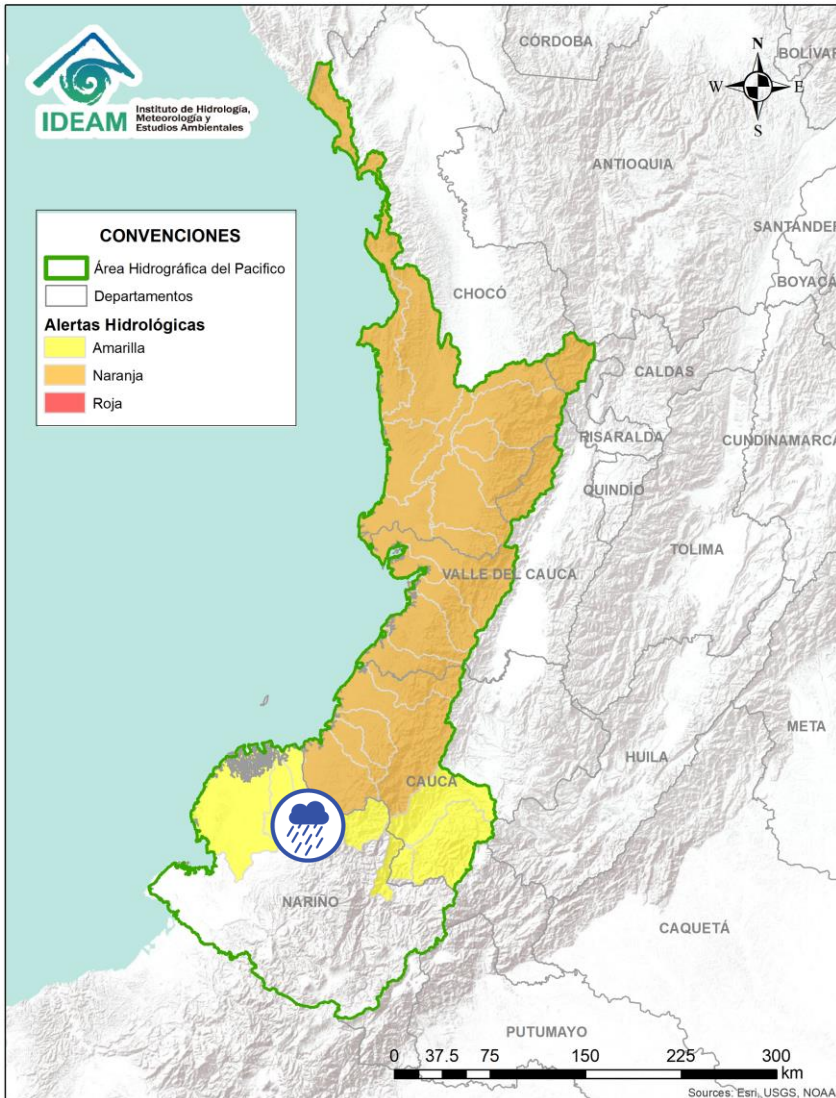 IDEAM
Instituto de Hidrología,
Meteorología y
Estudios Ambientales
CÓRDOBA
BOLÍVAR
N
W
E
S
ANTIOQUIA
SANTANDER
BOYACÁ
CONVENCIONES
Área Hidrográfica del Pacifico
Departamentos
Alertas Hidrológicas
Amarilla
Naranja
Roja
CHOCÓ
CALDAS
RISARALDA
CUNDINAMARCA
QUINDÍO
TOLIMA
VALLE DEL CAUCA
META
HUILA
CAUCA
NARIÑO
CAQUETÁ
PUTUMAYO
0 37.5 75 150 225 300
km
Sources: Esri, USGS, NOAA